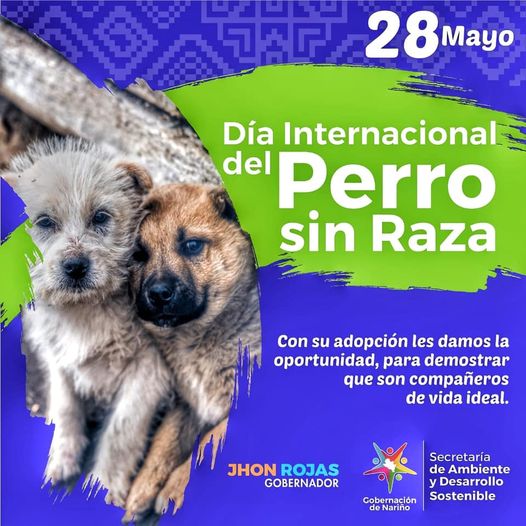 28 Mayo
Día Internacional
del Perro
sin Raza
Con su adopción les damos la
oportunidad, para demostrar
que son compañeros
de vida ideal.
JHON ROJAS
GOBERNADOR
Gobernación
de Nariño
Secretaría
de Ambiente
y Desarrollo
Sostenible